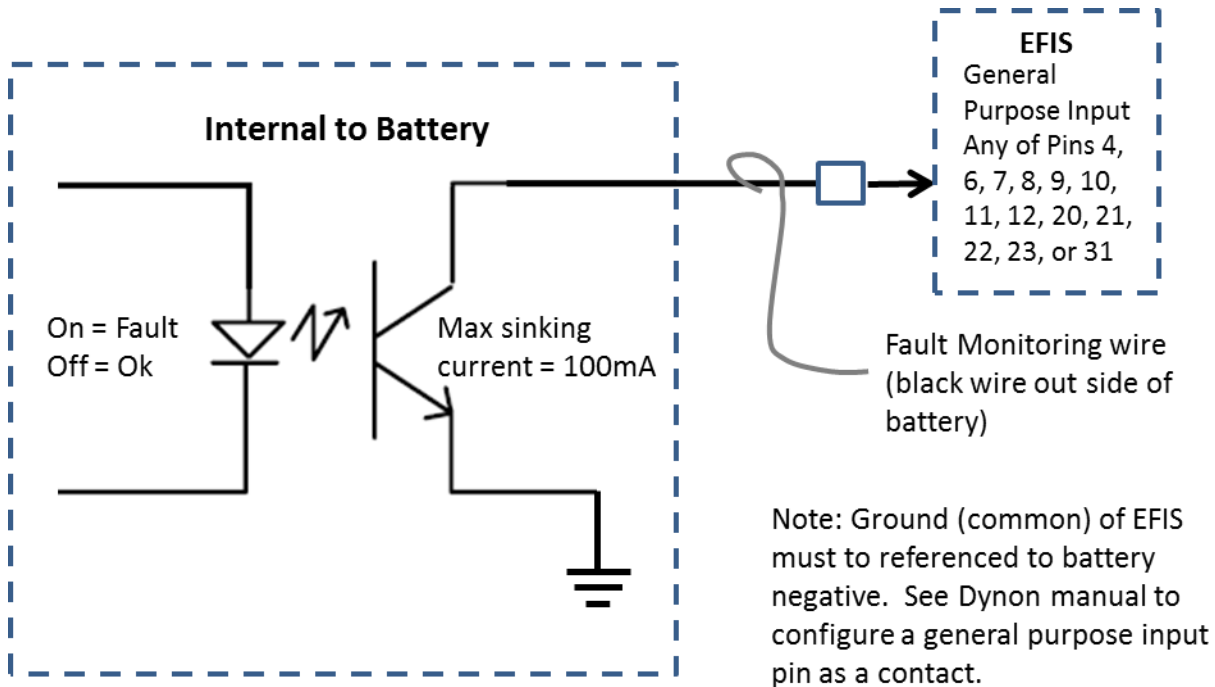 EFIS
General
Purpose Input
Any of Pins 4,
6, 7, 8, 9, 10,
11, 12, 20, 21,
22, 23, or 31
Internal to Battery
On = Fault
Off = Ok
Max sinking
current = 100mA
Fault Monitoring wire
(black wire out side of
battery)
Note: Ground (common) of EFIS
must to referenced to battery
negative.  See Dynon manual to
configure a general purpose input
pin as a contact.